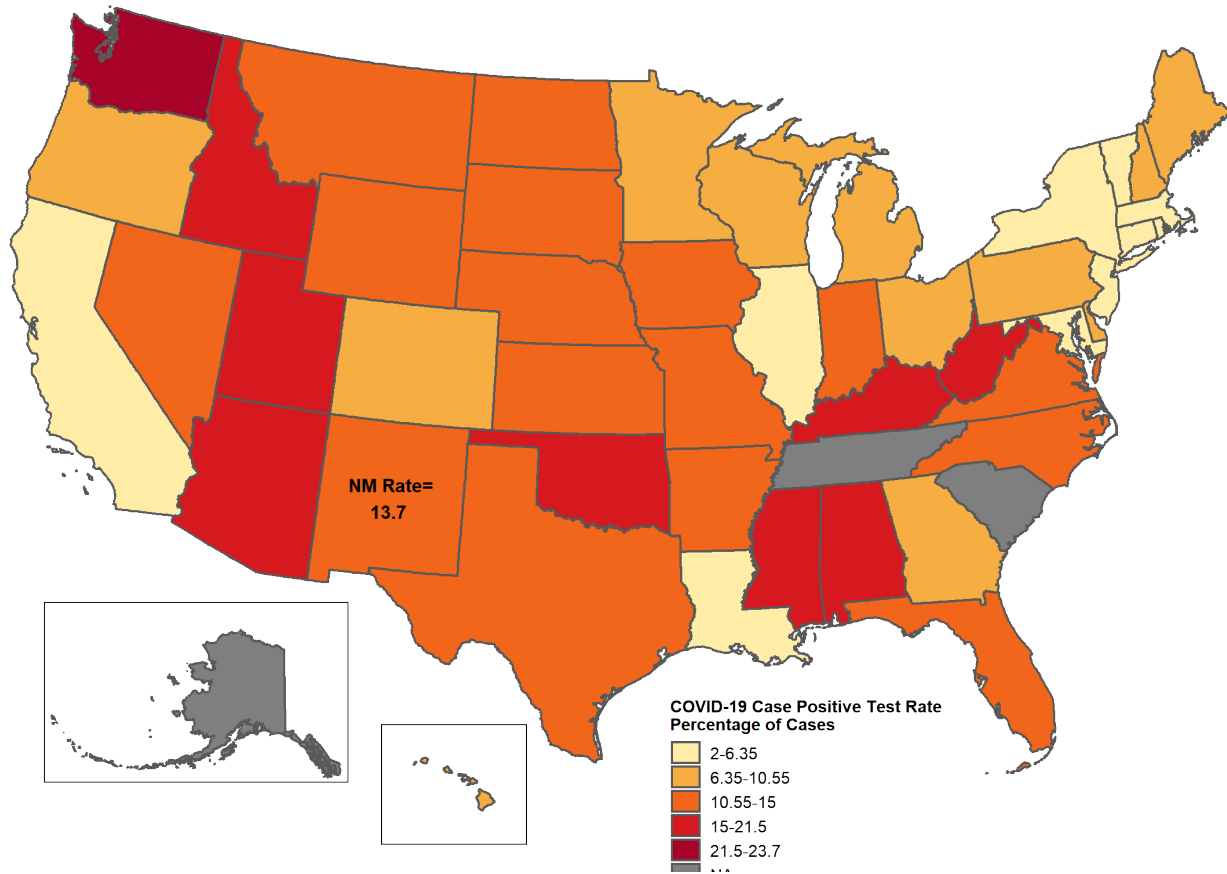 NM Rate=
13.7
COVID-19 Case Positive Test Rate
Percentage of Cases
2-6.35
6.35-10.55
10.55-15
15-21.5
21.5-23.7
NA